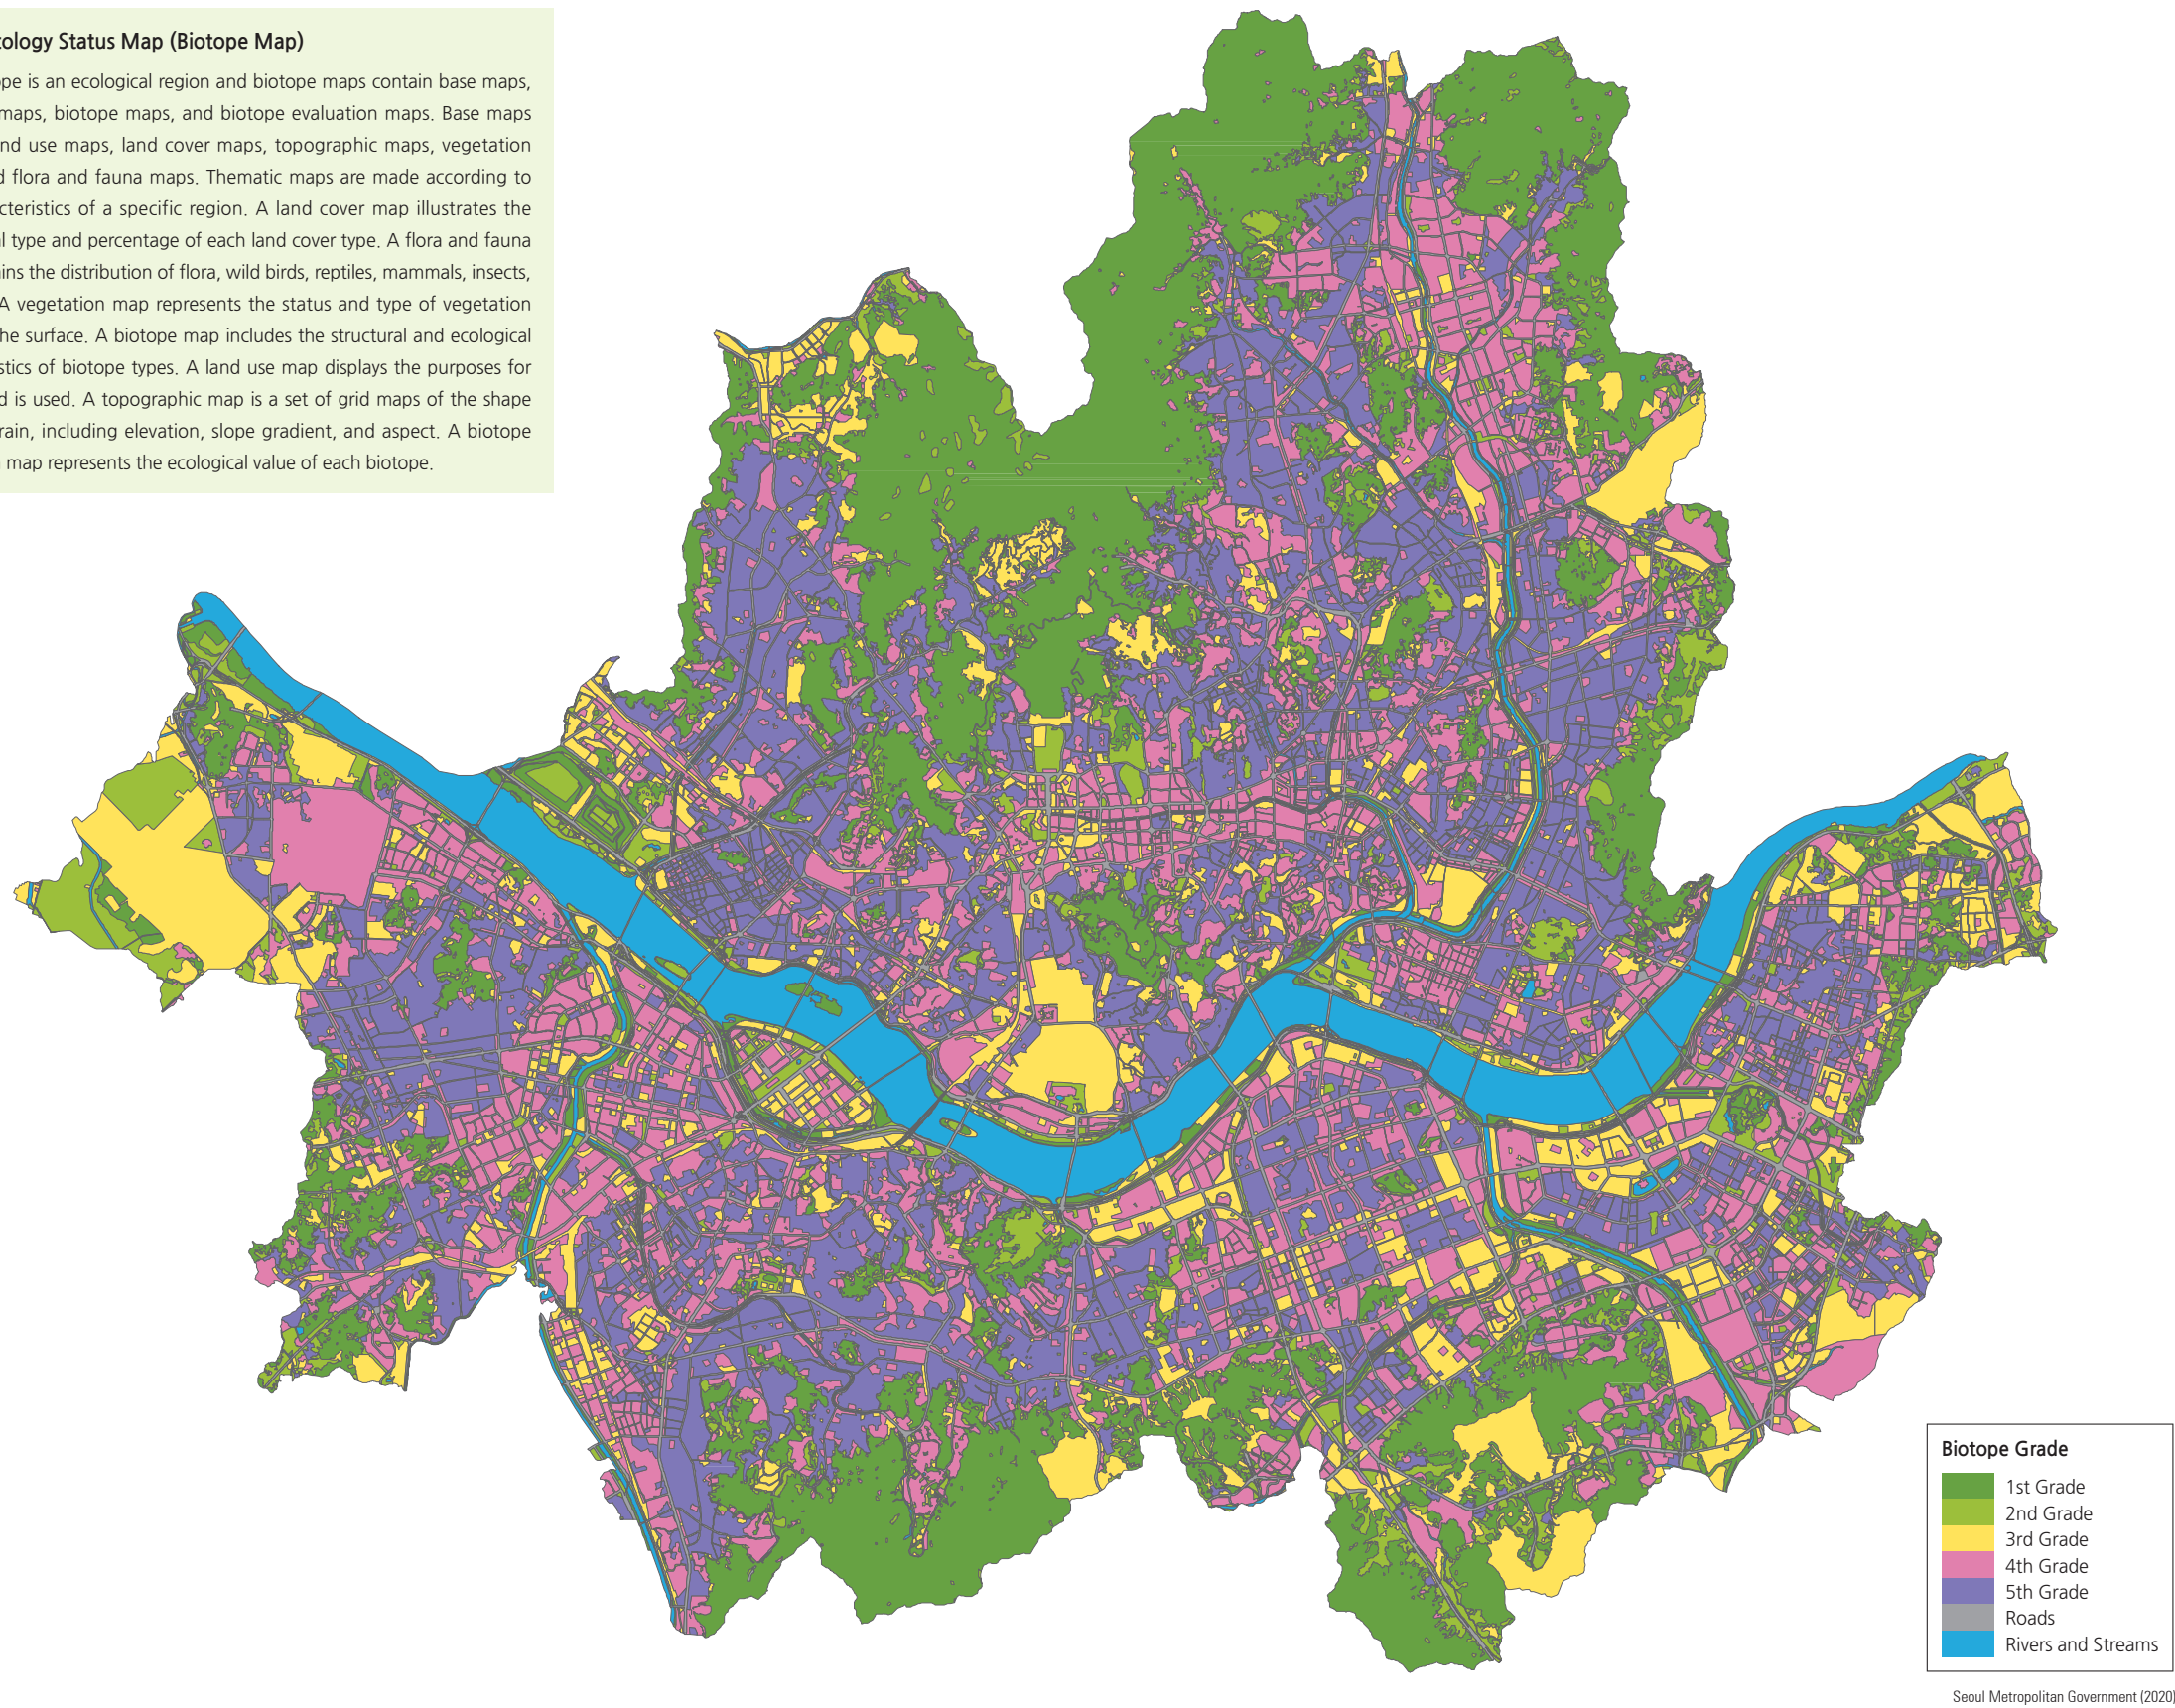 ology Status Map (Biotope Map)
pe is an ecological region and biotope maps contain base maps,
maps, biotope maps, and biotope evaluation maps. Base maps
nd use maps, land cover maps, topographic maps, vegetation
d flora and fauna maps. Thematic maps are made according to
cteristics of a specific region. A land cover map illustrates the
l type and percentage of each land cover type. A flora and fauna
ins the distribution of flora, wild birds, reptiles, mammals, insects,
A vegetation map represents the status and type of vegetation
he surface. A biotope map includes the structural and ecological
stics of biotope types. A land use map displays the purposes for
d is used. A topographic map is a set of grid maps of the shape
rain, including elevation, slope gradient, and aspect. A biotope
map represents the ecological value of each biotope.
Biotope Grade
1st Grade
2nd Grade
3rd Grade
4th Grade
5th Grade
Roads
Rivers and Streams
Seoul Metropolitan Government (2020)